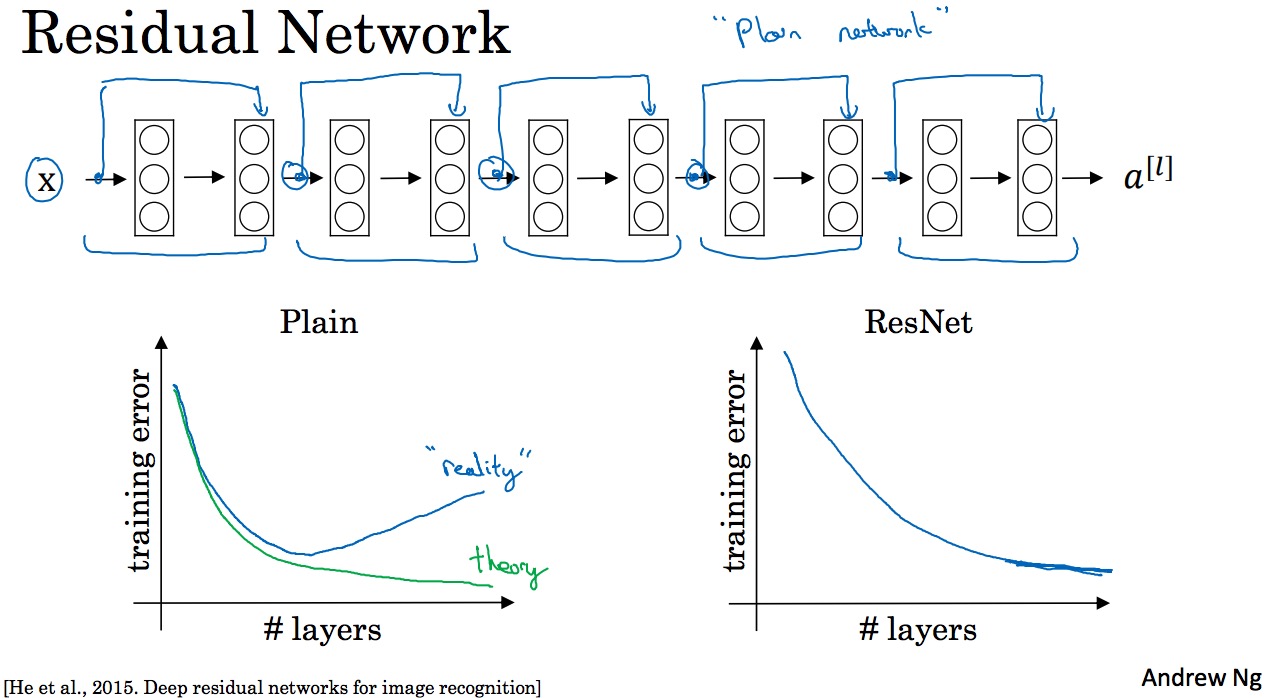 Residual Network
"Plain network"
x
a[l]
Plain
ResNet
training error
"reality"
theory
# layers
training error
# layers
[He et al., 2015. Deep residual networks for image recognition]
Andrew Ng